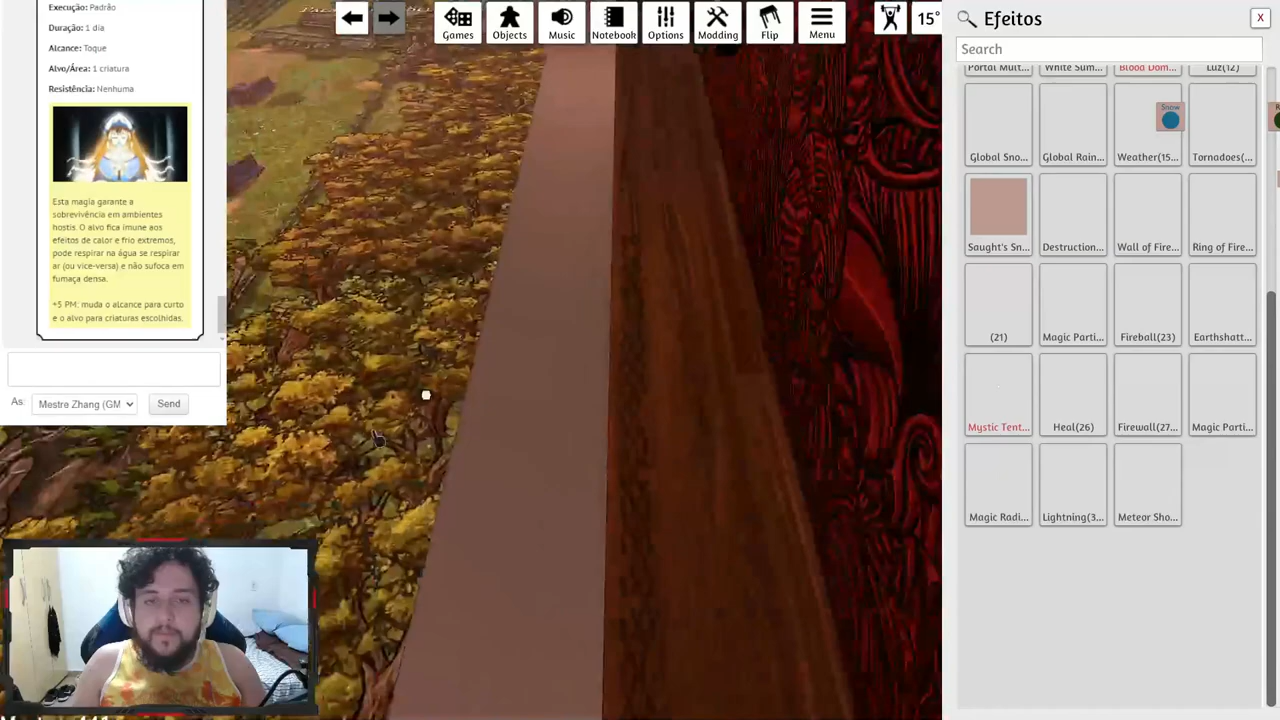 Execução: Padrão
Duração: 1 dia
Alcance: Toque
Alvo/Área: 1 criatura
Resistência: Nenhuma
Esta magia garante a
sobrevivência em ambientes
hostis. O alvo fica imune aos
efeitos de calor e frio extremos,
pode respirar na água se respirar
ar (ou vice-versa) e não sufoca em
fumaça densa.
+5 PM: muda o alcance para curto
e o alvo para criaturas escolhidas.
As:
Mestre Zhang (GM
Send
Games
Objects
Music
Notebook
Options
Modding
Flip
Menu
15°
Efeitos
X
Search
Portal Mult...
White Sum...
Blood Dom...
Luz(12)
Snow
Global Sno...
Global Rain...
Weather(15...
Tornadoes(...
Saught's Sn...
Destruction...
Wall of Fire...
Ring of Fire...
(21)
Magic Parti...
Fireball(23)
Earthshatt...
Mystic Tent...
Heal(26)
Firewall(27...
Magic Parti...
Magic Radi...
Lightning(3...
Meteor Sho...